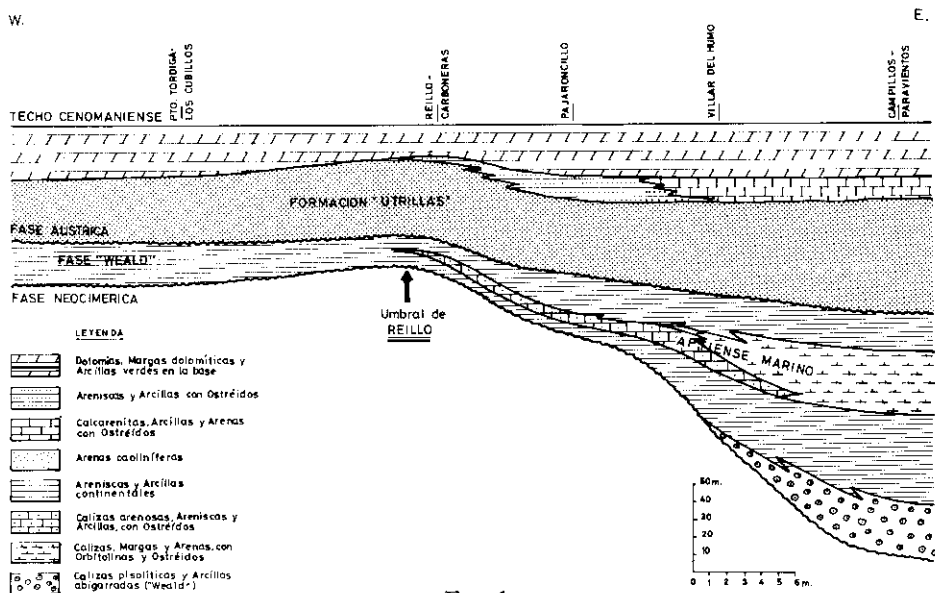 W.
E.
PTO. TORDIGA-
LOS CUBILLOS
REILLO-
CARBONERAS
PAJARONCILLO
VILLAR DEL HUMO
CAMPILLOS-
PARAVIENTOS
TECHO CENOMANIENSE
FORMACION "UTRILLAS"
FASE AUSTRICA
FASE "WEALD"
FASE NEOCIMERICA
Umbral de
REILLO
APTIENSE MARINO
LEYENDA
Dolomias, Margas dolomíticas y
Arcillas verdes en la base
Areniscas y Arcillas con Ostréidos
Calcarenitas, Arcillas y Arenas
con Ostréidos
Arenas caoliníferas
Areniscas y Arcillas
continentales
Calizas arenosas, Areniscas y
Arcillas, con Ostréidos
Calizas, Margas y Arenas, con
Orbitolinas y Ostréidos
Calizas pisolíticas y Arcillas
abigarradas ("Weald")
50 m.
40
30
20
10
0 1 2 3 4 5 6 m.